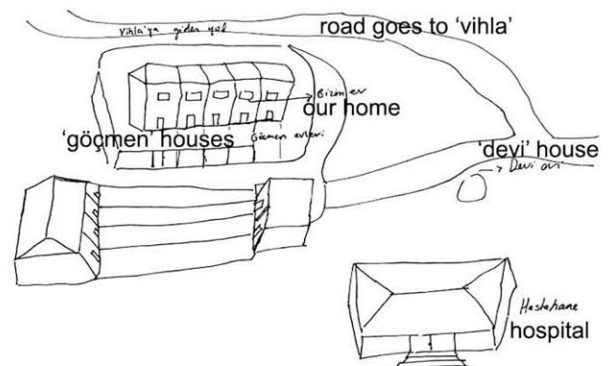 Vihla'ya giden yol
road goes to 'vihla'
Bizim ev
our home
'göçmen' houses
Göçmen evleri
'devi' house
Devi evi
Hastahane
hospital